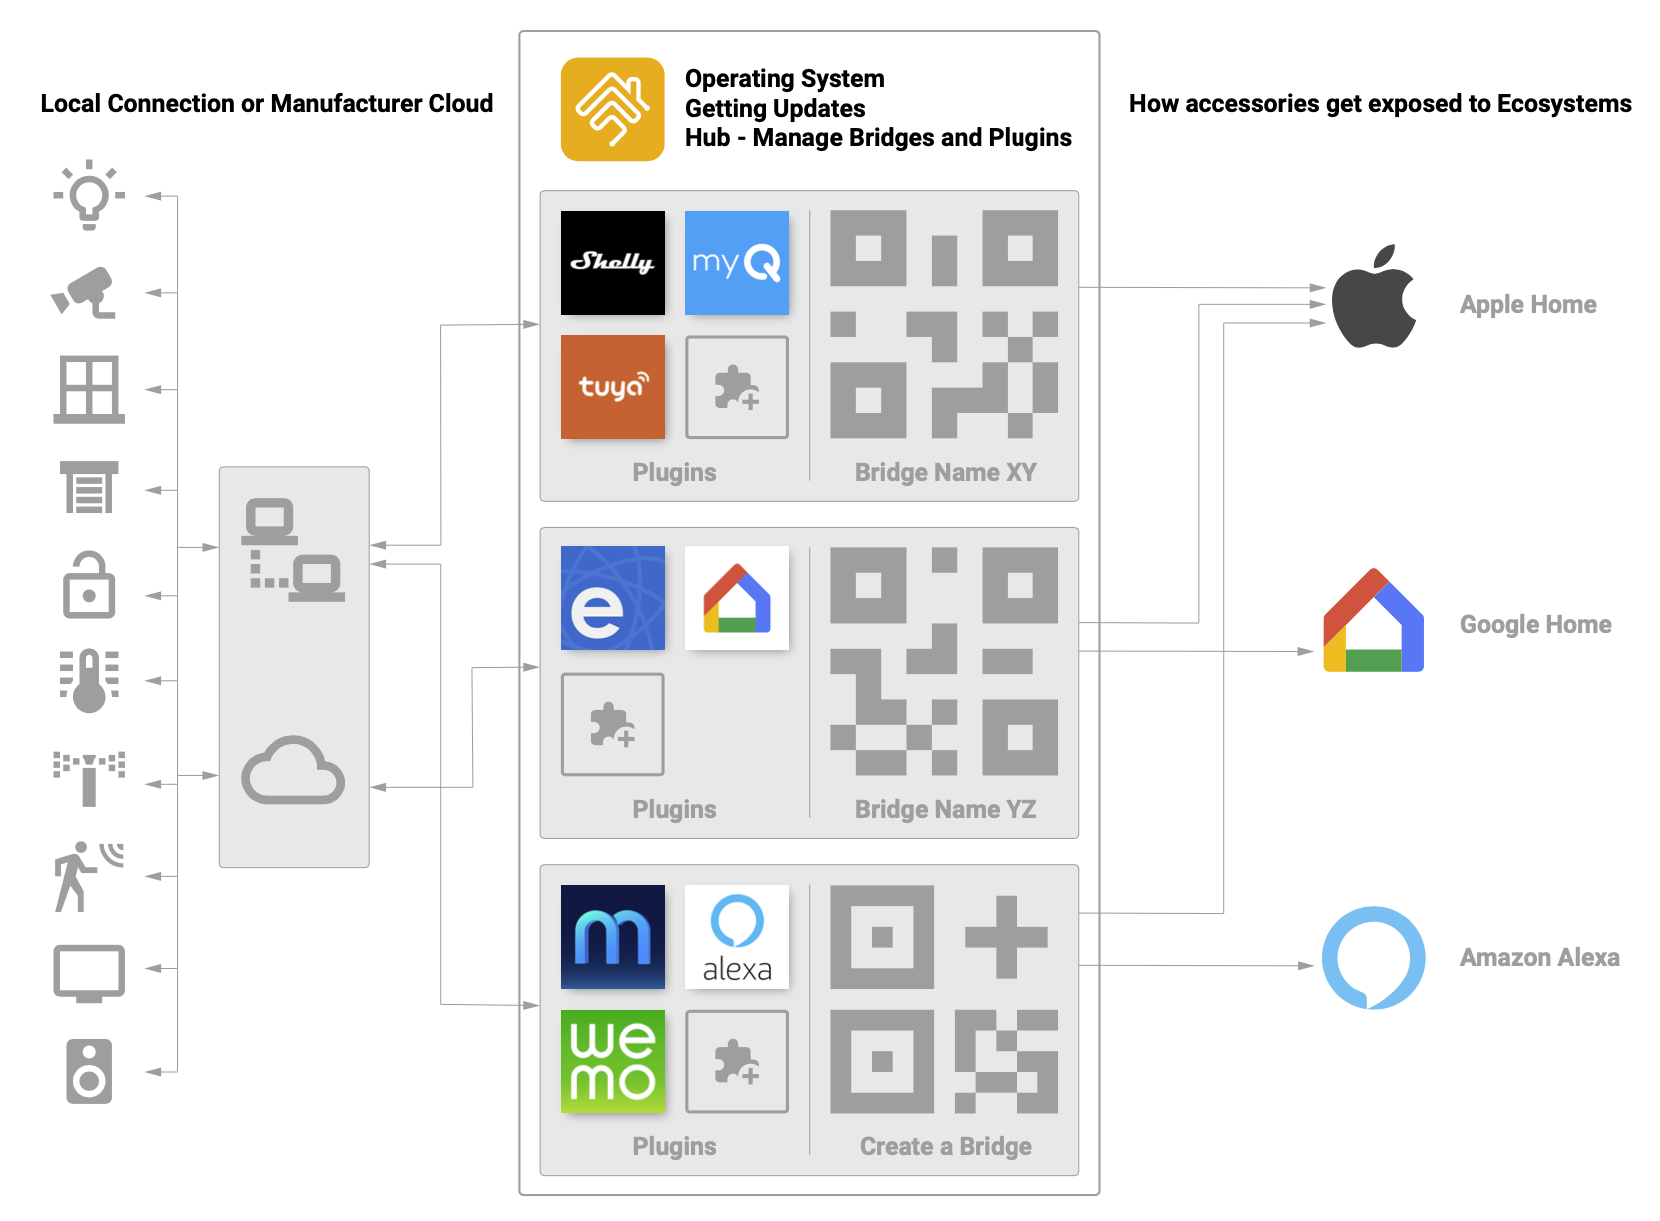 Local Connection or Manufacturer Cloud
Operating System
Getting Updates
Hub - Manage Bridges and Plugins
How accessories get exposed to Ecosystems
Shelly
myQ
tuya
Plugins
Bridge Name XY
Apple Home
e
Plugins
Bridge Name YZ
Google Home
m
alexa
we
mo
Plugins
Create a Bridge
Amazon Alexa